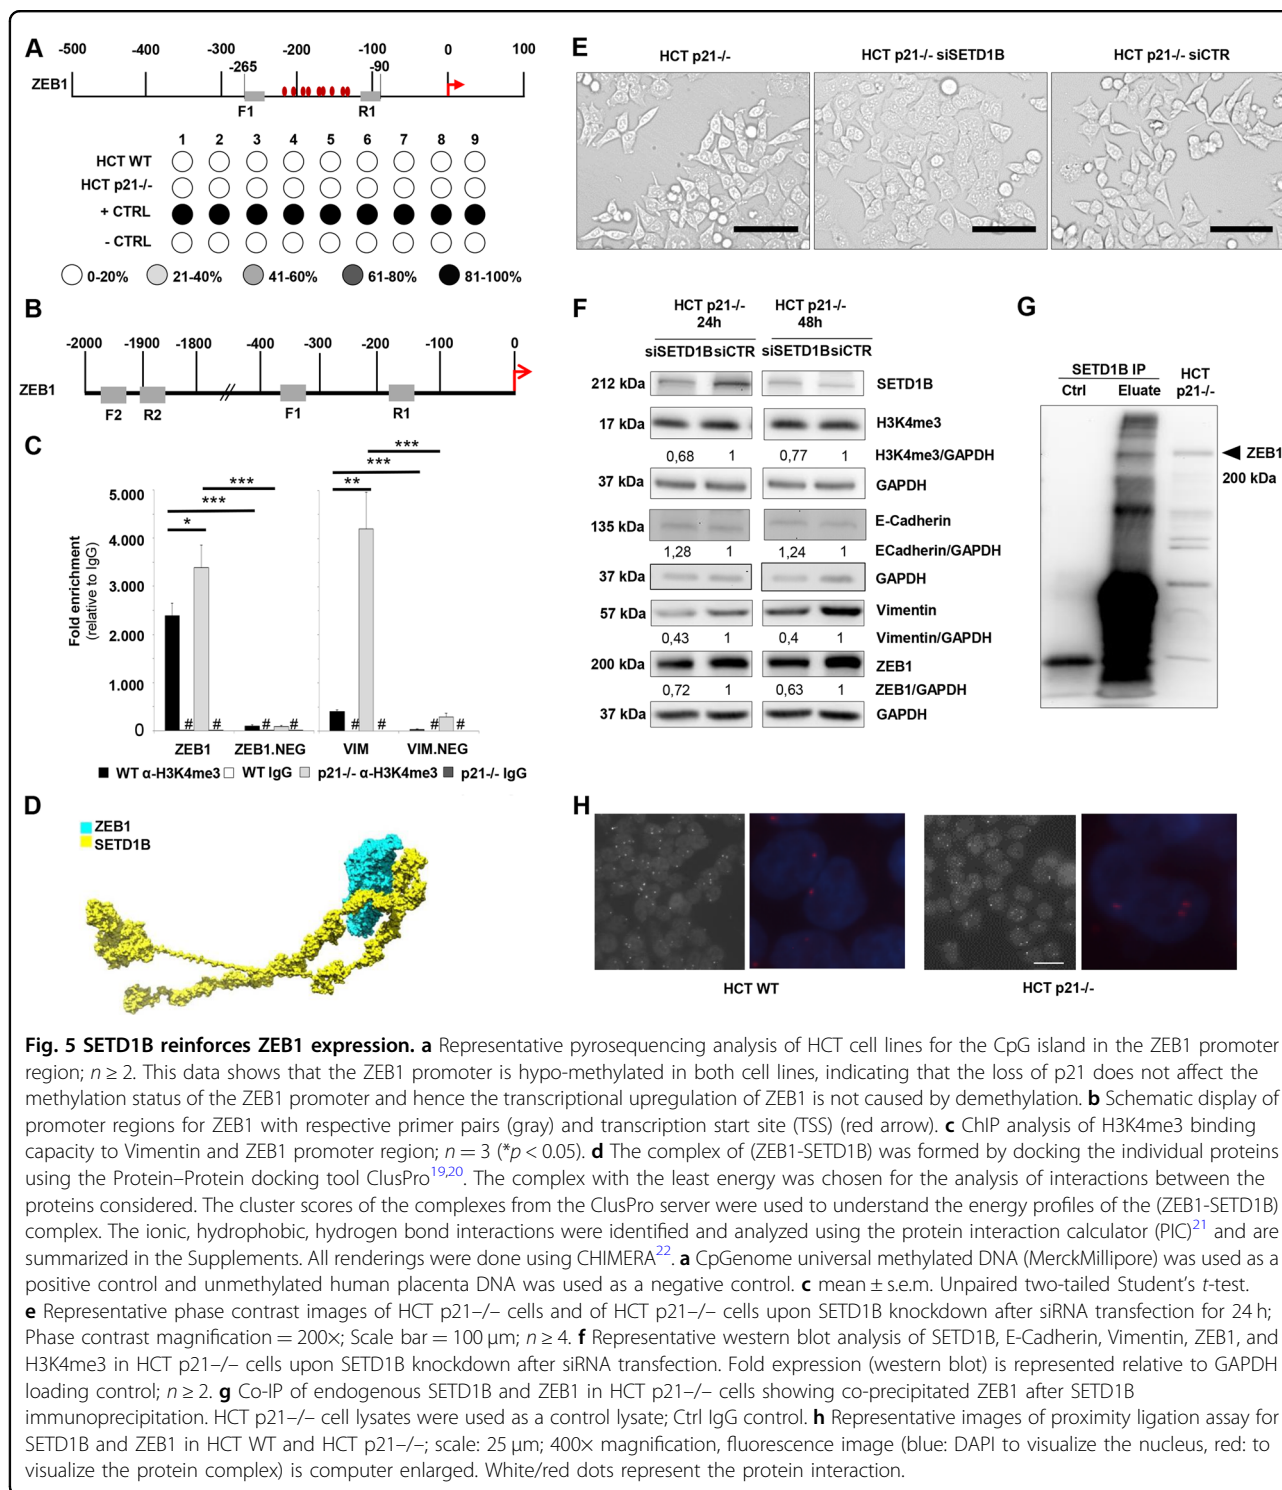 A
-500 -400 -300 -200 -100 0 100
-265 -90
ZEB1
F1 R1
1 2 3 4 5 6 7 8 9
HCT WT
HCT p21-/-
+ CTRL
- CTRL
0-20% 21-40% 41-60% 61-80% 81-100%
B
-2000 -1900 -1800 -400 -300 -200 -100 0
ZEB1
//
F2 R2 F1 R1
C
Fold enrichment
(relative to IgG)
5.000
4.000
3.000
2.000
1.000
0
*** *** *
*** *** **
# # # # # # # #
ZEB1 ZEB1.NEG VIM VIM.NEG
WT α-H3K4me3 WT IgG p21-/- α-H3K4me3 p21-/- IgG
D
ZEB1
SETD1B
E
HCT p21-/- HCT p21-/- siSETD1B HCT p21-/- siCTR
F
HCT p21-/- HCT p21-/-
24h 48h
siSETD1B siCTR siSETD1B siCTR
212 kDa SETD1B
17 kDa H3K4me3
0,68 1 0,77 1 H3K4me3/GAPDH
37 kDa GAPDH
135 kDa E-Cadherin
1,28 1 1,24 1 ECadherin/GAPDH
37 kDa GAPDH
57 kDa Vimentin
0,43 1 0,4 1 Vimentin/GAPDH
200 kDa ZEB1
0,72 1 0,63 1 ZEB1/GAPDH
37 kDa GAPDH
G
SETD1B IP HCT
Ctrl Eluate p21-/-
ZEB1
200 kDa
H
HCT WT HCT p21-/-
Fig. 5 SETD1B reinforces ZEB1 expression. a Representative pyrosequencing analysis of HCT cell lines for the CpG island in the ZEB1 promoter
region; n ≥ 2. This data shows that the ZEB1 promoter is hypo-methylated in both cell lines, indicating that the loss of p21 does not affect the
methylation status of the ZEB1 promoter and hence the transcriptional upregulation of ZEB1 is not caused by demethylation. b Schematic display of
promoter regions for ZEB1 with respective primer pairs (gray) and transcription start site (TSS) (red arrow). c ChIP analysis of H3K4me3 binding
capacity to Vimentin and ZEB1 promoter region; n = 3 (*p < 0.05). d The complex of (ZEB1-SETD1B) was formed by docking the individual proteins
using the Protein–Protein docking tool ClusPro19,20. The complex with the least energy was chosen for the analysis of interactions between the
proteins considered. The cluster scores of the complexes from the ClusPro server were used to understand the energy profiles of the (ZEB1-SETD1B)
complex. The ionic, hydrophobic, hydrogen bond interactions were identified and analyzed using the protein interaction calculator (PIC)21 and are
summarized in the Supplements. All renderings were done using CHIMERA22. a CpGenome universal methylated DNA (MerckMillipore) was used as a
positive control and unmethylated human placenta DNA was used as a negative control. c mean ± s.e.m. Unpaired two-tailed Student's t-test.
e Representative phase contrast images of HCT p21−/− cells and of HCT p21−/− cells upon SETD1B knockdown after siRNA transfection for 24 h;
Phase contrast magnification = 200×; Scale bar = 100 µm; n ≥ 4. f Representative western blot analysis of SETD1B, E-Cadherin, Vimentin, ZEB1, and
H3K4me3 in HCT p21−/− cells upon SETD1B knockdown after siRNA transfection. Fold expression (western blot) is represented relative to GAPDH
loading control; n ≥ 2. g Co-IP of endogenous SETD1B and ZEB1 in HCT p21−/− cells showing co-precipitated ZEB1 after SETD1B
immunoprecipitation. HCT p21−/− cell lysates were used as a control lysate; Ctrl IgG control. h Representative images of proximity ligation assay for
SETD1B and ZEB1 in HCT WT and HCT p21−/−; scale: 25 µm; 400× magnification, fluorescence image (blue: DAPI to visualize the nucleus, red: to
visualize the protein complex) is computer enlarged. White/red dots represent the protein interaction.